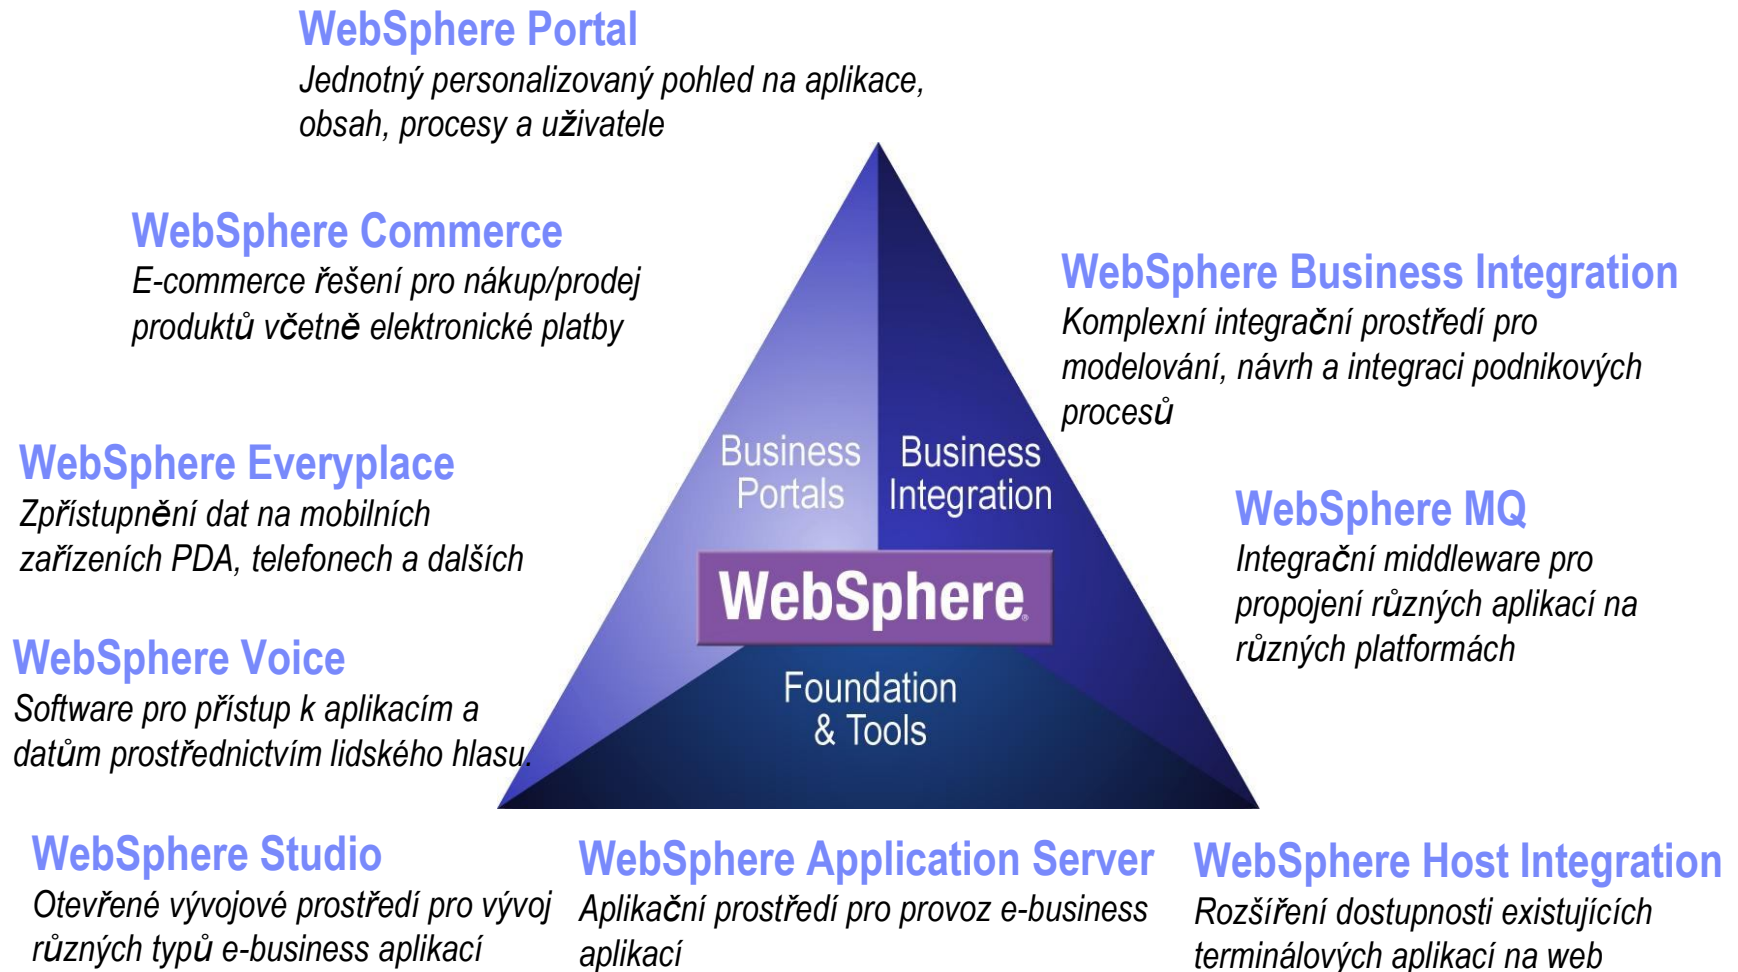 WebSphere Portal
Jednotný personalizovaný pohled na aplikace,
obsah, procesy a uživatele
WebSphere Commerce
E-commerce řešení pro nákup/prodej
produktů včetně elektronické platby
WebSphere Business Integration
Komplexní integrační prostředí pro
modelování, návrh a integraci podnikových
procesů
WebSphere Everyplace
Zpřístupnění dat na mobilních
zařízeních PDA, telefonech a dalších
Business
Portals
Business
Integration
WebSphere MQ
Integrační middleware pro
propojení různých aplikací na
různých platformách
WebSphere®
WebSphere Voice
Software pro přístup k aplikacím a
datům prostřednictvím lidského hlasu.
Foundation
& Tools
WebSphere Studio
Otevřené vývojové prostředí pro vývoj
různých typů e-business aplikací
WebSphere Application Server
Aplikační prostředí pro provoz e-business
aplikací
WebSphere Host Integration
Rozšíření dostupnosti existujících
terminálových aplikací na web